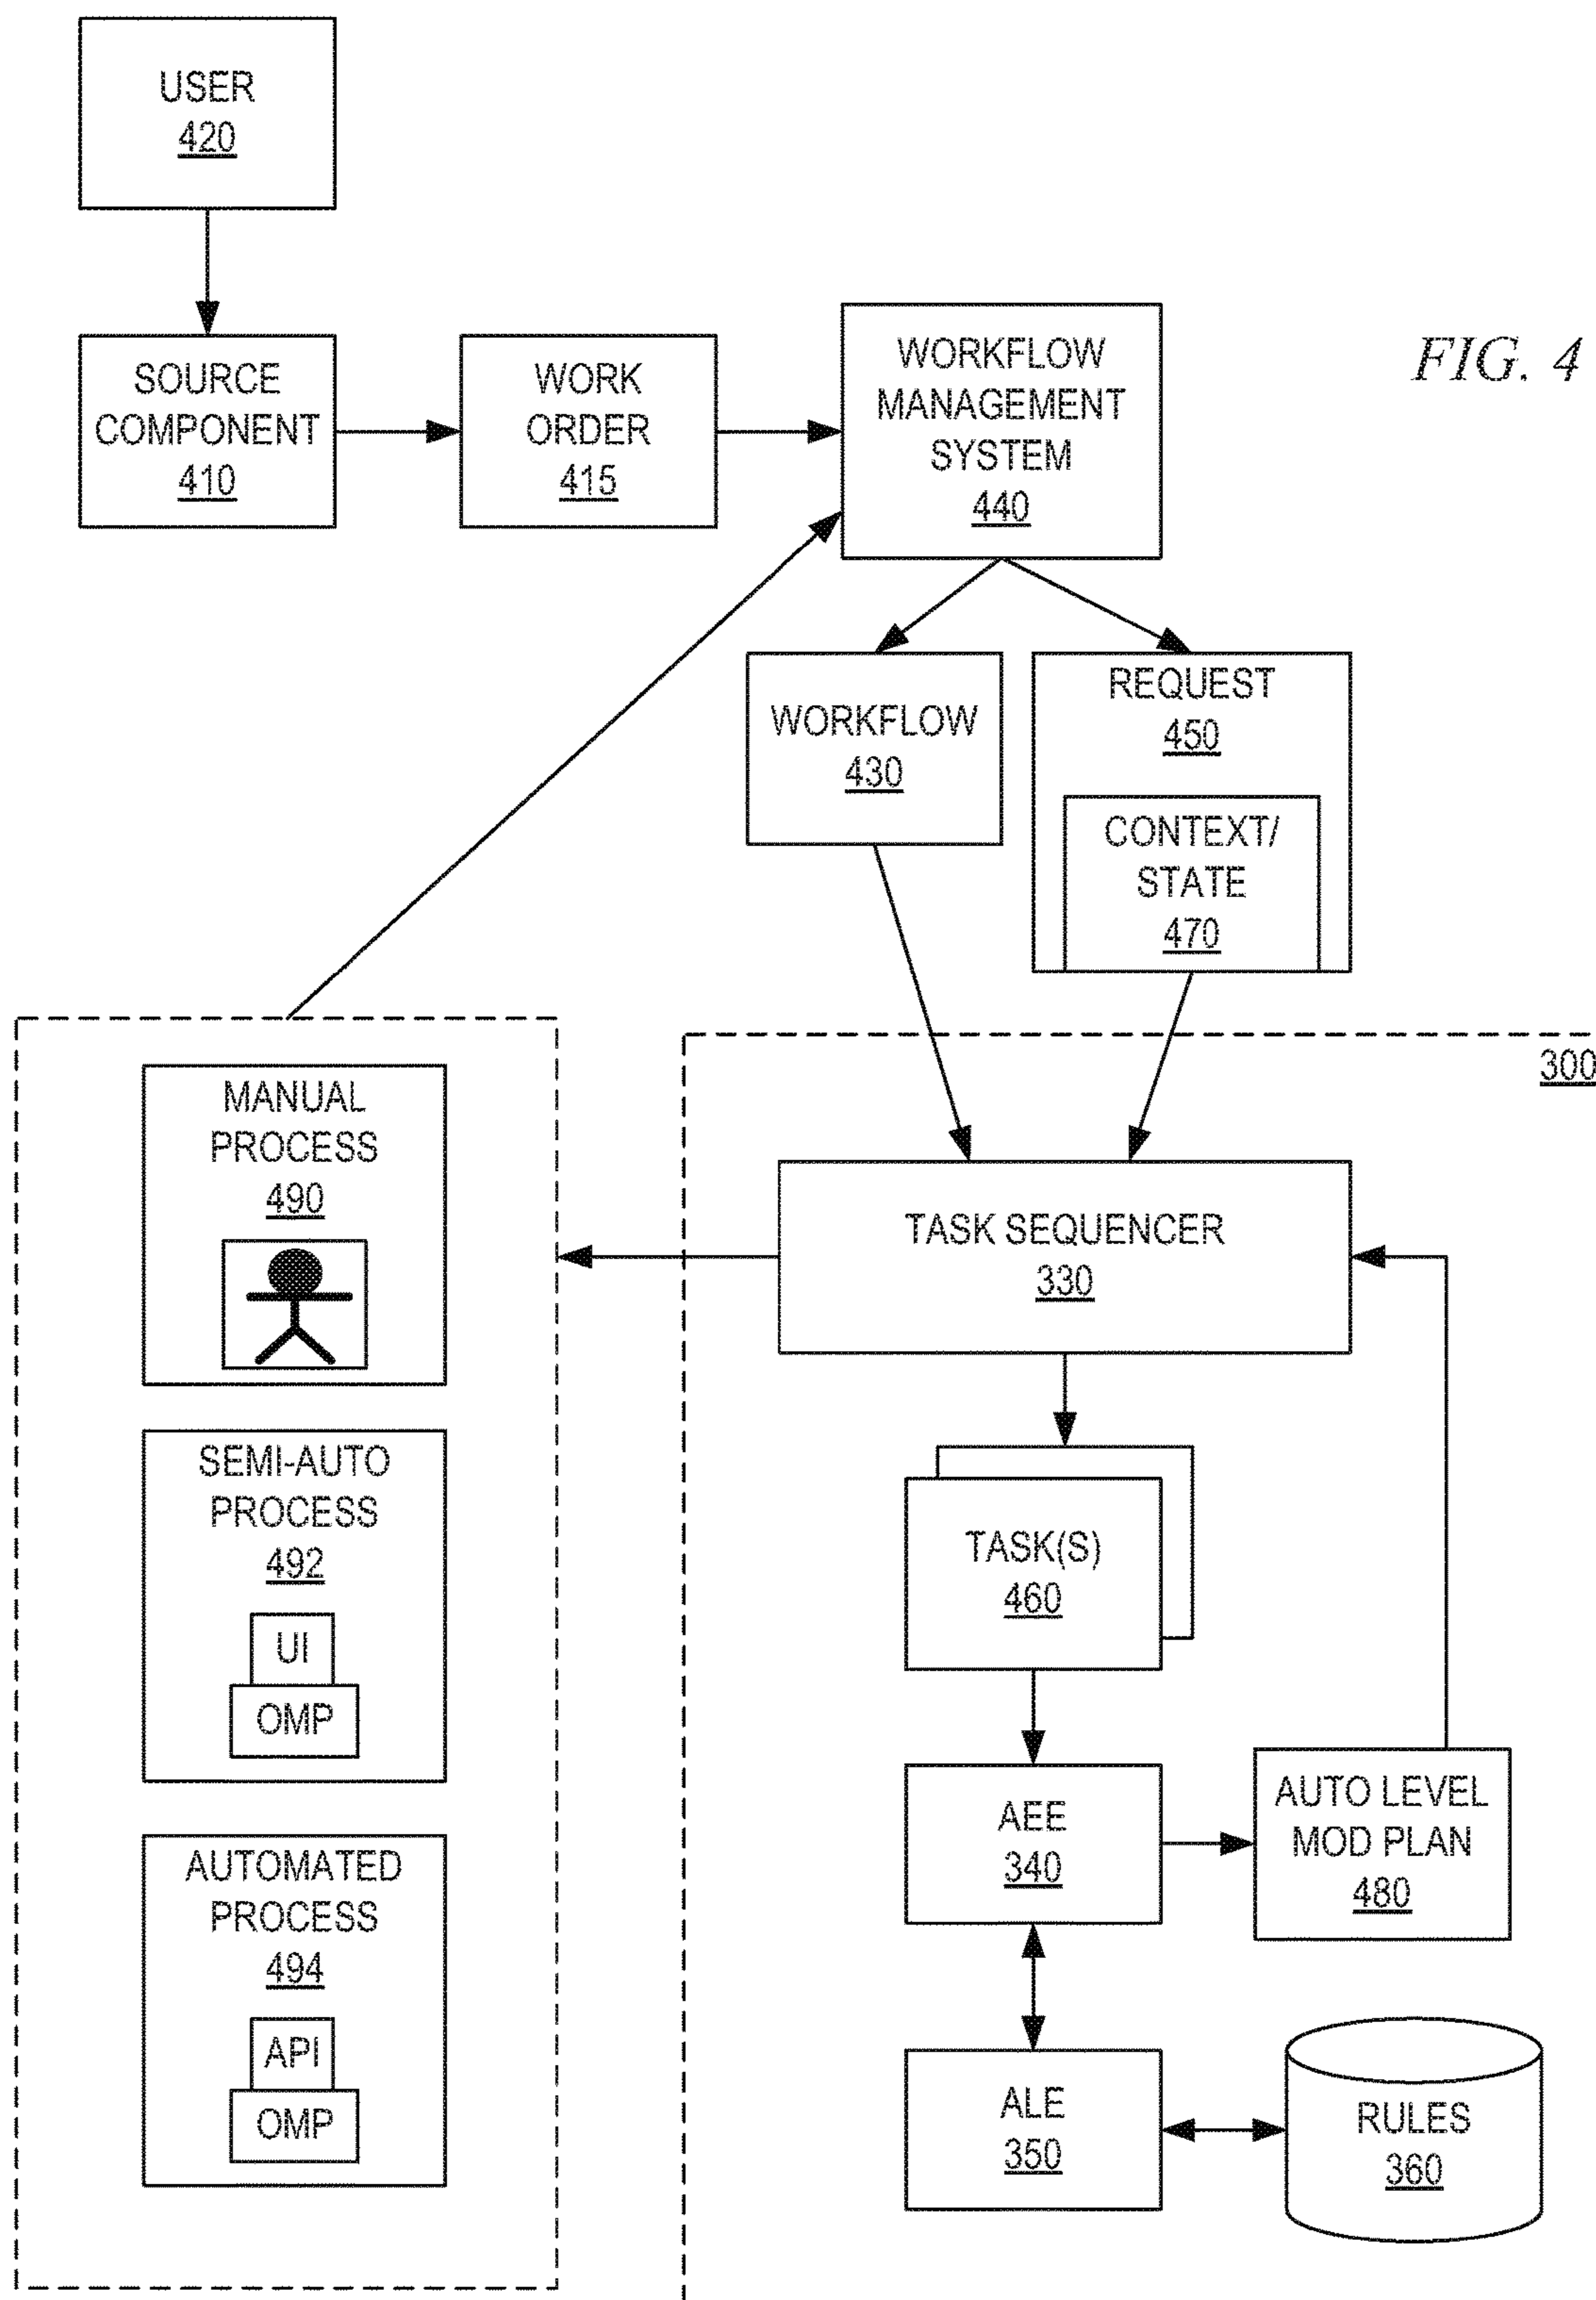 USER
420
FIG. 4
SOURCE
COMPONENT
410
WORK
ORDER
415
WORKFLOW
MANAGEMENT
SYSTEM
440
WORKFLOW
430
REQUEST
450
CONTEXT/
STATE
470
300
MANUAL
PROCESS
490
TASK SEQUENCER
330
SEMI-AUTO
PROCESS
492
UI
OMP
TASK(S)
460
AUTOMATED
PROCESS
494
API
OMP
AEE
340
AUTO LEVEL
MOD PLAN
480
ALE
350
RULES
360